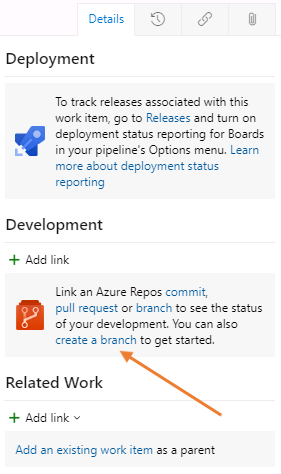 Details
Deployment
To track releases associated with this
work item, go to Releases and turn on
deployment status reporting for Boards
in your pipeline's Options menu. Learn
more about deployment status
reporting
Development
+ Add link
Link an Azure Repos commit,
pull request or branch to see the status
of your development. You can also
create a branch to get started.
Related Work
+ Add link
Add an existing work item as a parent